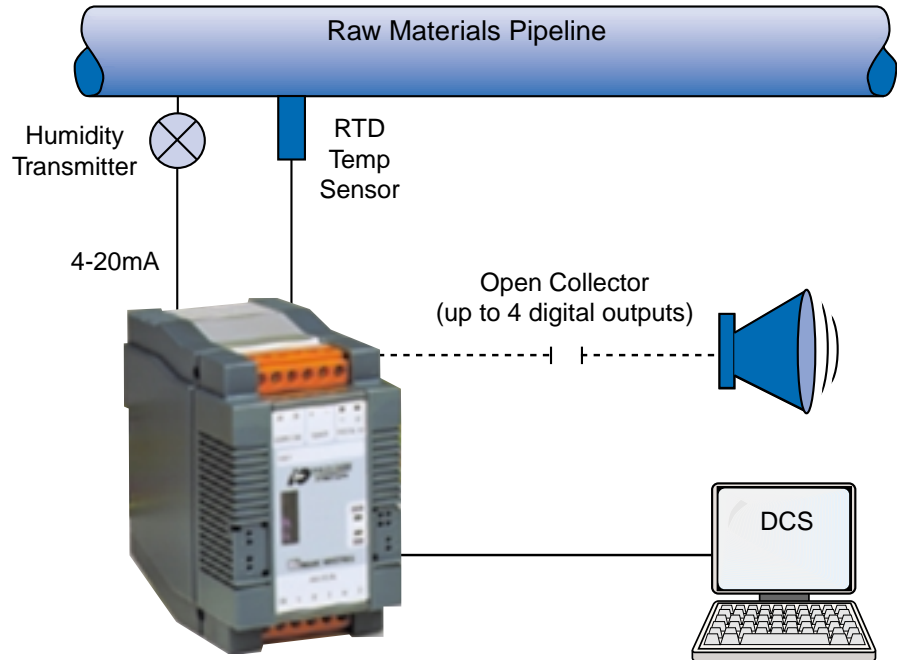 Raw Materials Pipeline
Humidity
Transmitter
RTD
Temp
Sensor
4-20mA
Open Collector
(up to 4 digital outputs)
DCS